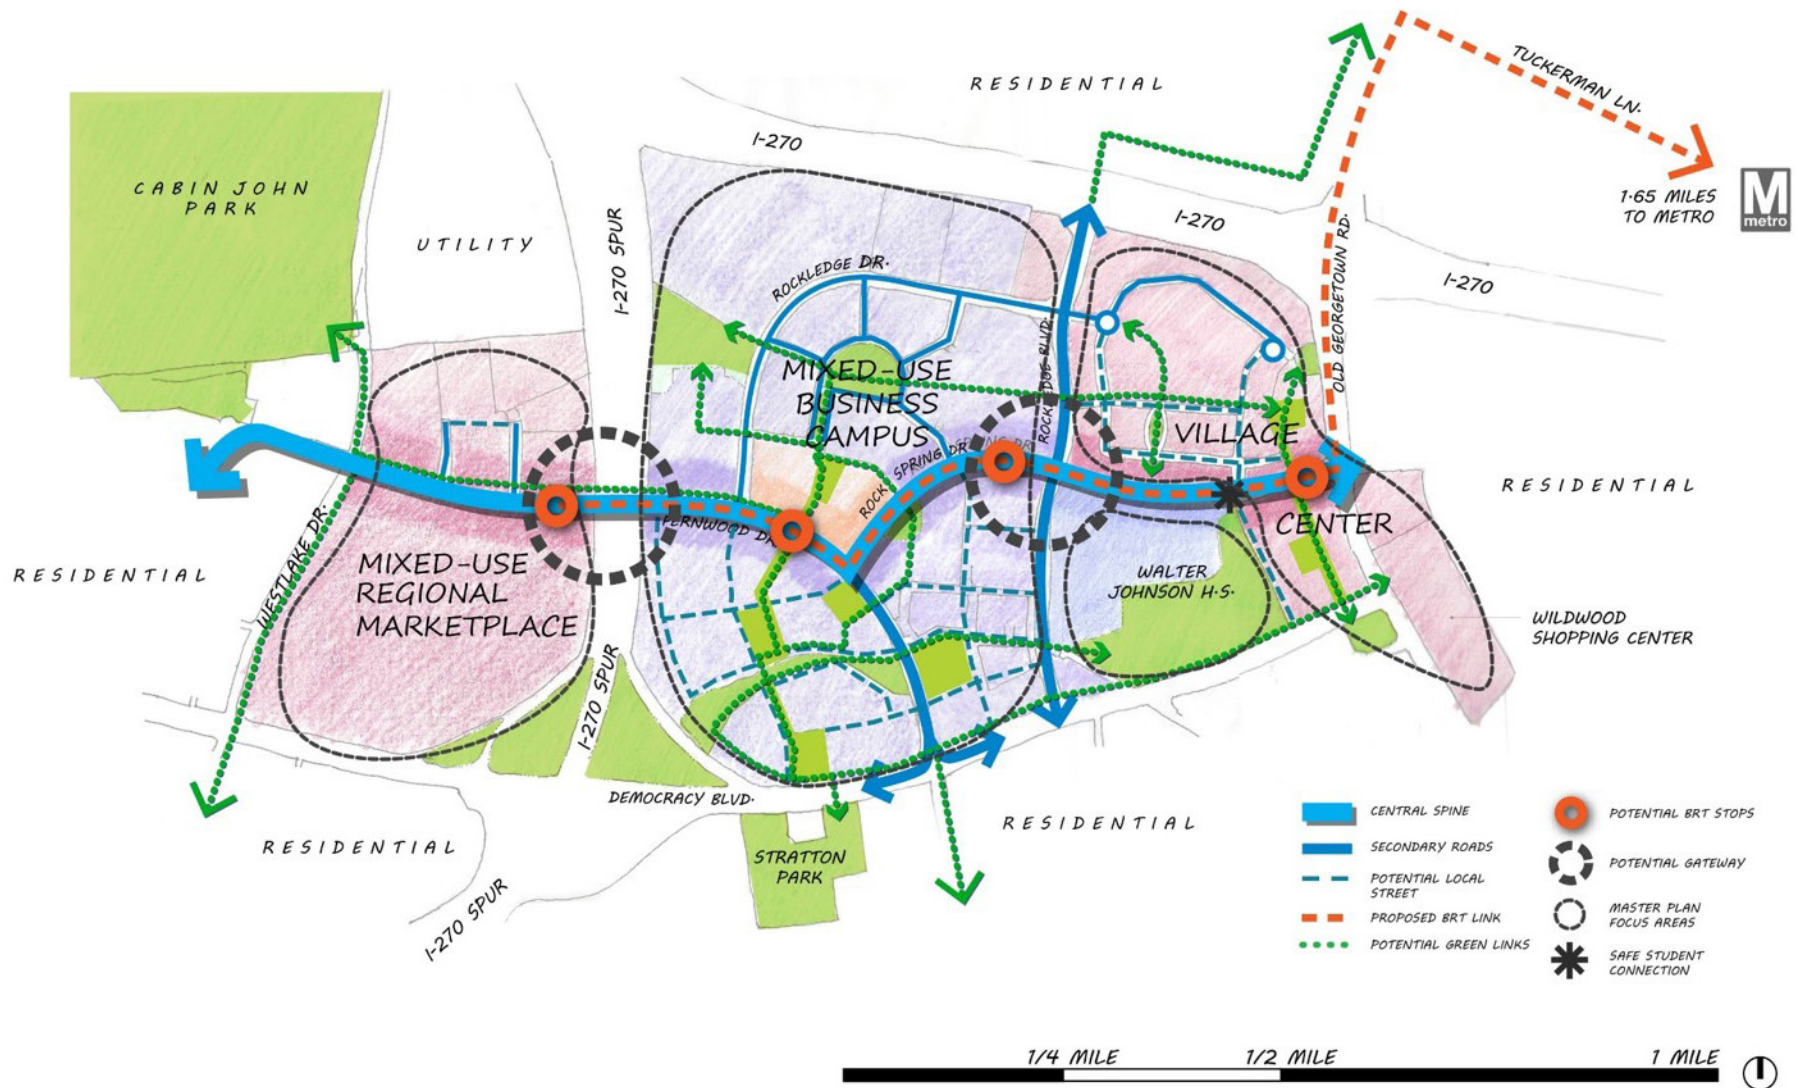 RESIDENTIAL
TUCKERMAN LN.
I-270
CABIN JOHN
PARK
1.65 MILES
TO METRO
M
metro
I-270
UTILITY
I-270 SPUR
ROCKLEDGE DR.
OLD GEORGETOWN RD.
I-270
MIXED-USE
BUSINESS
CAMPUS
ROCKLEDGE BLVD.
VILLAGE
CENTER
SPRING DR.
ROCK SPRING DR.
FERNWOOD DR.
RESIDENTIAL
RESIDENTIAL
WESTLAKE DR.
MIXED-USE
REGIONAL
MARKETPLACE
WALTER
JOHNSON H.S.
WILDWOOD
SHOPPING CENTER
I-270 SPUR
DEMOCRACY BLVD.
RESIDENTIAL
RESIDENTIAL
STRATTON
PARK
I-270 SPUR
CENTRAL SPINE
SECONDARY ROADS
POTENTIAL LOCAL
STREET
PROPOSED BRT LINK
POTENTIAL GREEN LINKS
POTENTIAL BRT STOPS
POTENTIAL GATEWAY
MASTER PLAN
FOCUS AREAS
SAFE STUDENT
CONNECTION
1/4 MILE
1/2 MILE
1 MILE